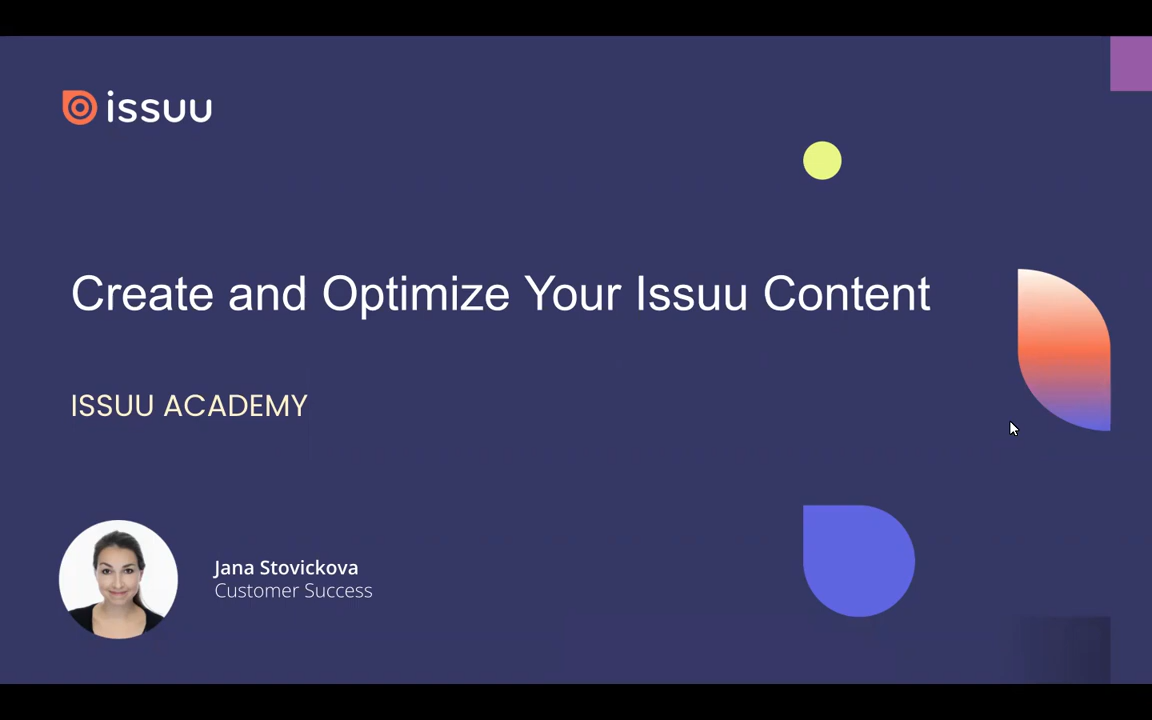 issuu
Create and Optimize Your Issuu Content
ISSUU ACADEMY
Jana Stovickova
Customer Success